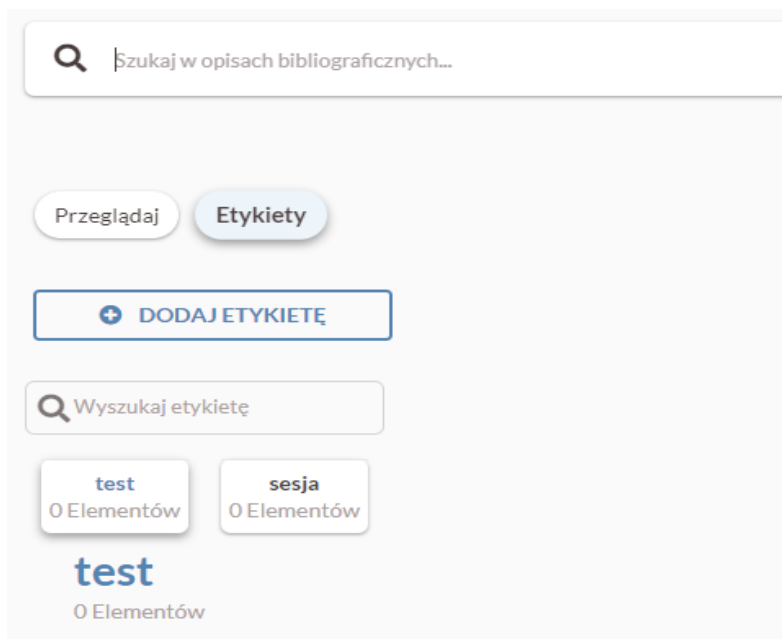 Szukaj w opisach bibliograficznych...
Przeglądaj Etykiety
DODAJ ETYKIETĘ
Wyszukaj etykietę
test sesja
0 Elementów 0 Elementów
test
0 Elementów